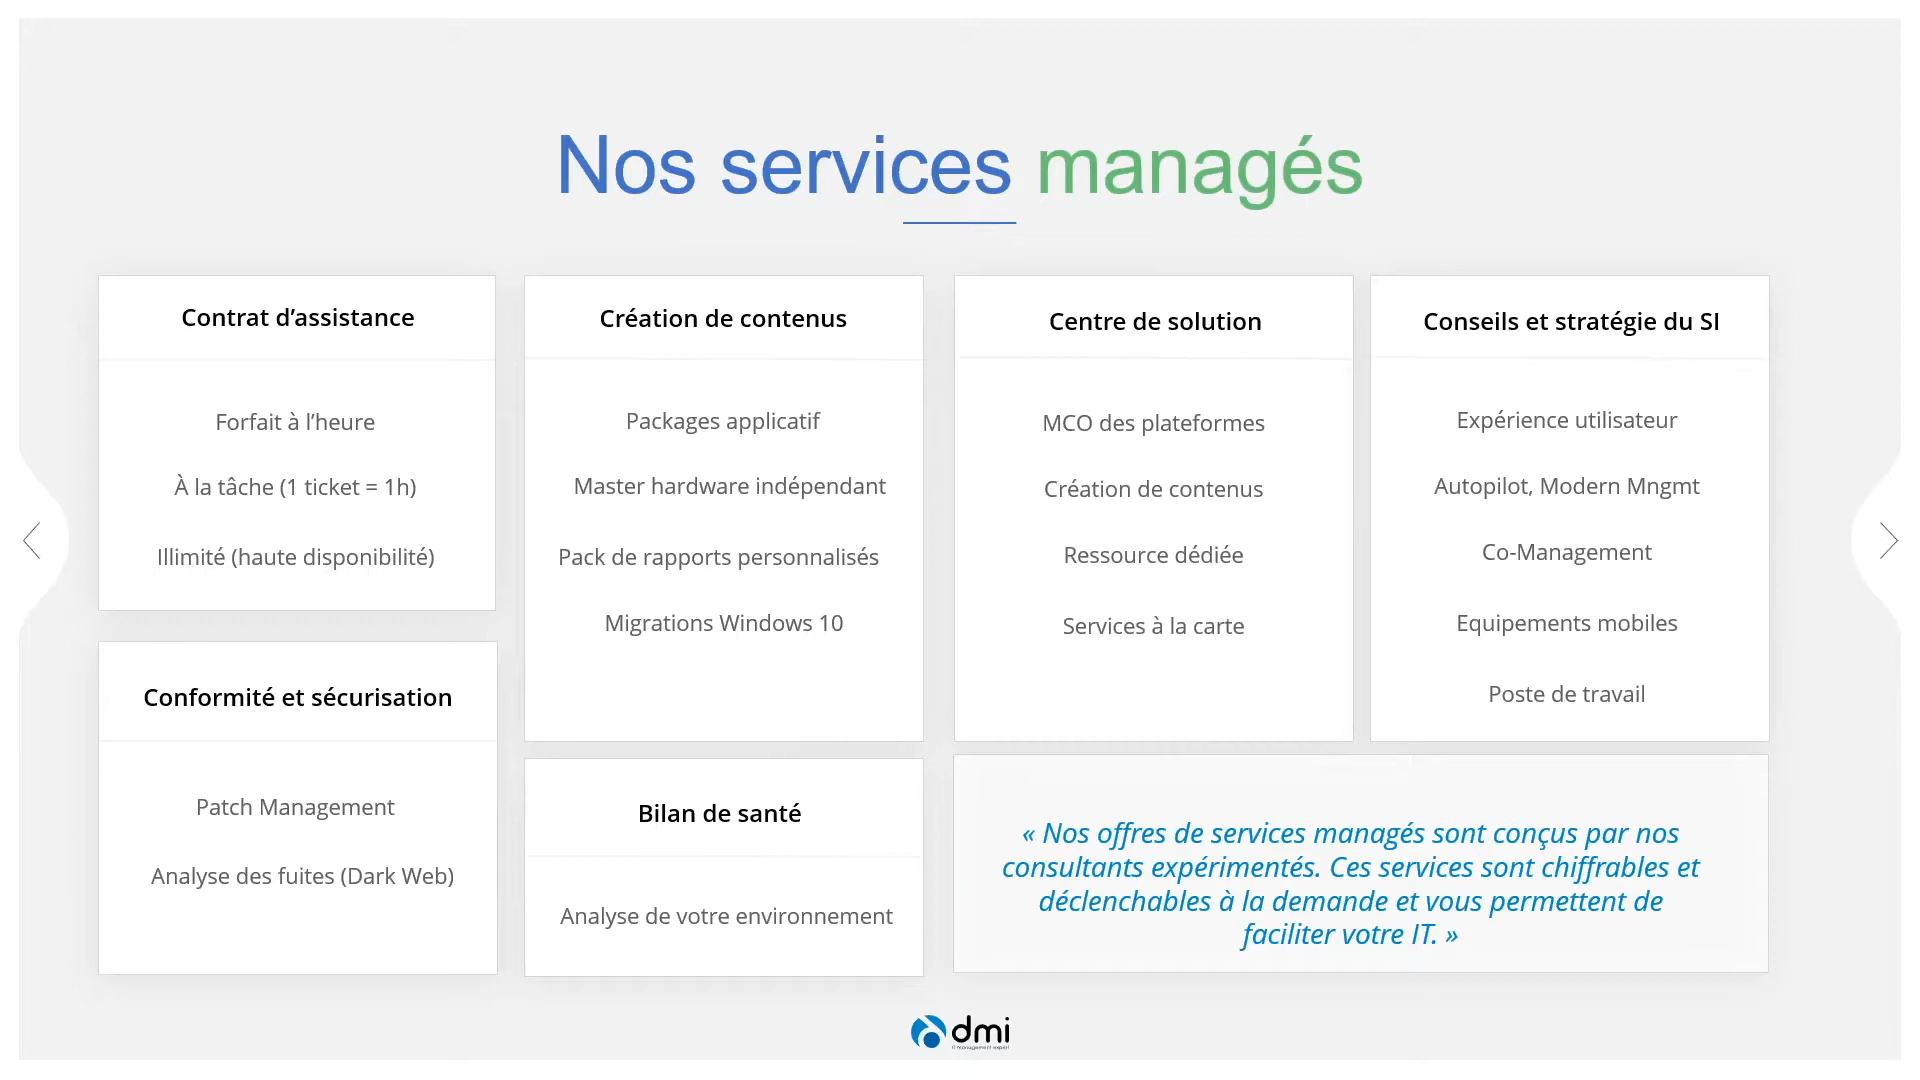 Nos services managés
Contrat d’assistance
Forfait à l’heure
À la tâche (1 ticket = 1h)
Illimité (haute disponibilité)
Conformité et sécurisation
Patch Management
Analyse des fuites (Dark Web)
Création de contenus
Packages applicatif
Master hardware indépendant
Pack de rapports personnalisés
Migrations Windows 10
Bilan de santé
Analyse de votre environnement
Centre de solution
MCO des plateformes
Création de contenus
Ressource dédiée
Services à la carte
Conseils et stratégie du SI
Expérience utilisateur
Autopilot, Modern Mngmt
Co-Management
Equipements mobiles
Poste de travail
« Nos offres de services managés sont conçus par nos
consultants expérimentés. Ces services sont chiffrables et
déclenchables à la demande et vous permettent de
faciliter votre IT. »
dmi
IT management expert